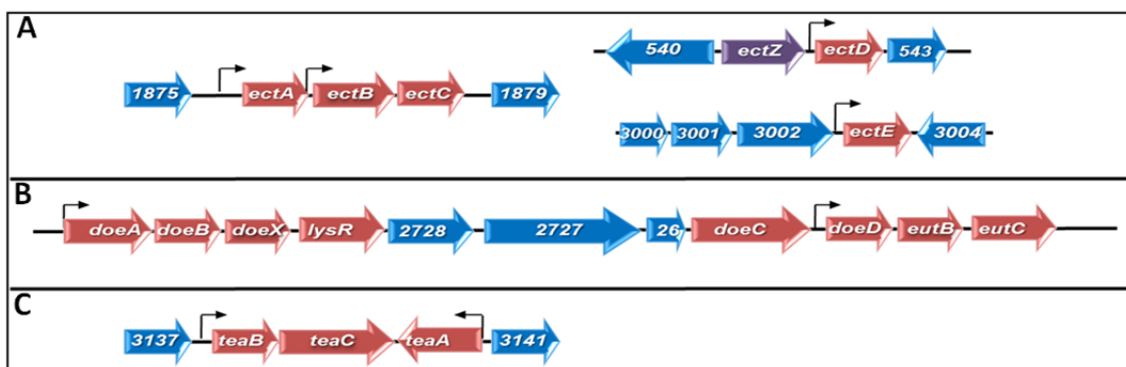 A
540 ectZ ectD 543
1875 ectA ectB ectC 1879
3000 3001 3002 ectE 3004
B
doeA doeB doeX lysR 2728 2727 26 doeC doeD eutB eutC
C
3137 teaB teaC teaA 3141